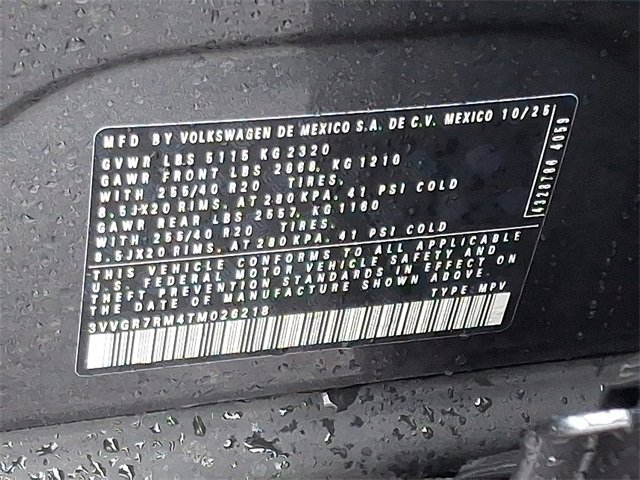 MFD BY VOLKSWAGEN DE MEXICO S.A. DE C.V. MEXICO 10/25
GVWR LBS 5115 KG 2320
GAWR FRONT LBS 2668 KG 1210
WITH 255/40 R20 TIRES,
8.5JX20 RIMS, AT 280 KPA, 41 PSI COLD
GAWR REAR LBS 2557 KG 1160
WITH 255/40 R20 TIRES,
8.5JX20 RIMS, AT 280 KPA, 41 PSI COLD
THIS VEHICLE CONFORMS TO ALL APPLICABLE
U.S. FEDERAL MOTOR VEHICLE SAFETY AND
THEFT PREVENTION STANDARDS IN EFFECT ON
THE DATE OF MANUFACTURE SHOWN ABOVE.
3VVGR7RM4TM026218 TYPE: MPV
4328786 4059